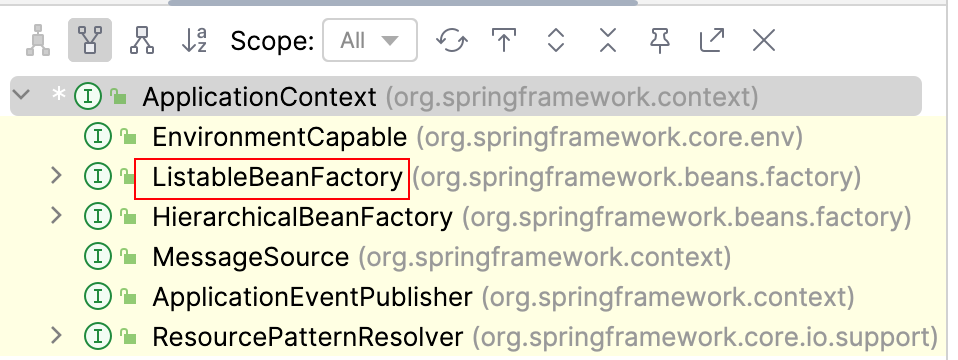 Scope: All
* I ApplicationContext (org.springframework.context)
I EnvironmentCapable (org.springframework.core.env)
I ListableBeanFactory (org.springframework.beans.factory)
I HierarchicalBeanFactory (org.springframework.beans.factory)
I MessageSource (org.springframework.context)
I ApplicationEventPublisher (org.springframework.context)
I ResourcePatternResolver (org.springframework.core.io.support)